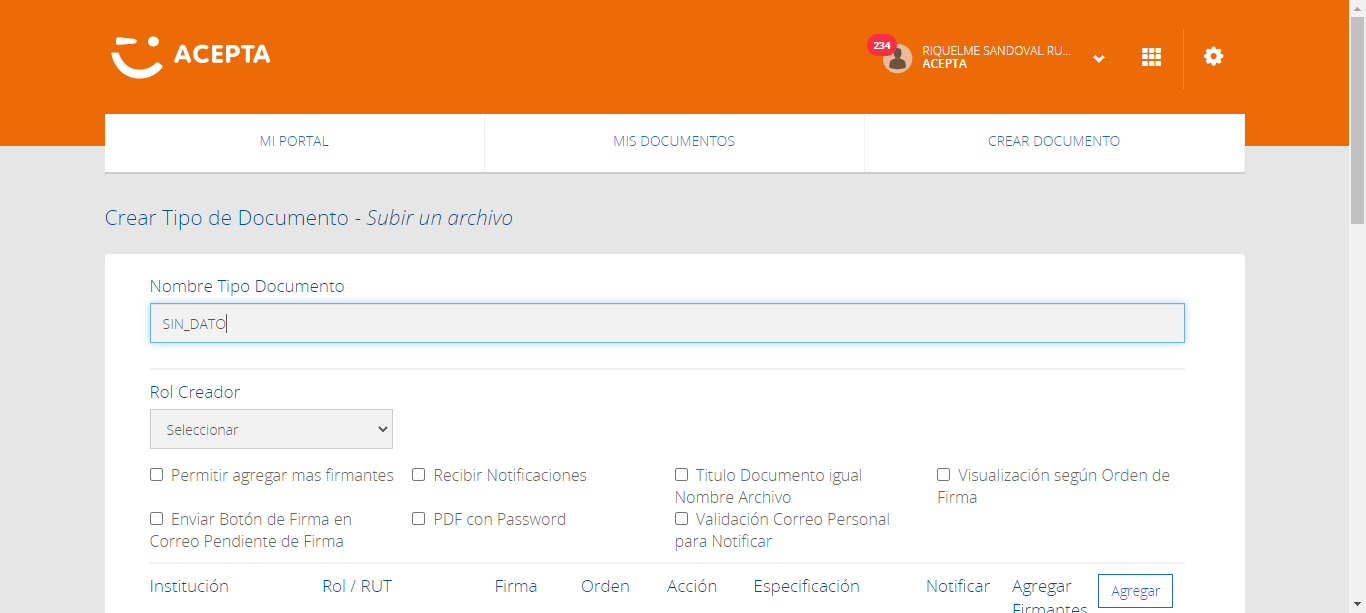 ACEPTA
234
RIQUELME SANDOVAL RU...
ACEPTA
MI PORTAL
MIS DOCUMENTOS
CREAR DOCUMENTO
Crear Tipo de Documento - Subir un archivo
Nombre Tipo Documento
SIN_DATO
Rol Creador
Seleccionar
Permitir agregar mas firmantes
Recibir Notificaciones
Titulo Documento igual
Nombre Archivo
Visualización según Orden de
Firma
Enviar Botón de Firma en
Correo Pendiente de Firma
PDF con Password
Validación Correo Personal
para Notificar
Institución
Rol / RUT
Firma
Orden
Acción
Especificación
Notificar
Agregar
Firmantes
Agregar